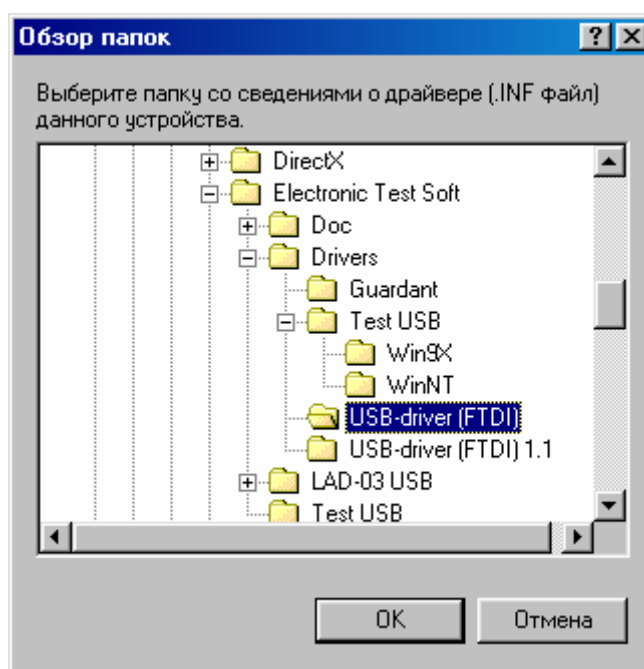 Обзор папок
Выберите папку со сведениями о драйвере (.INF файл)
данного устройства.
DirectX
Electronic Test Soft
Doc
Drivers
Guardant
Test USB
Win9X
WinNT
USB-driver (FTDI)
USB-driver (FTDI) 1.1
LAD-03 USB
Test USB
OK
Отмена